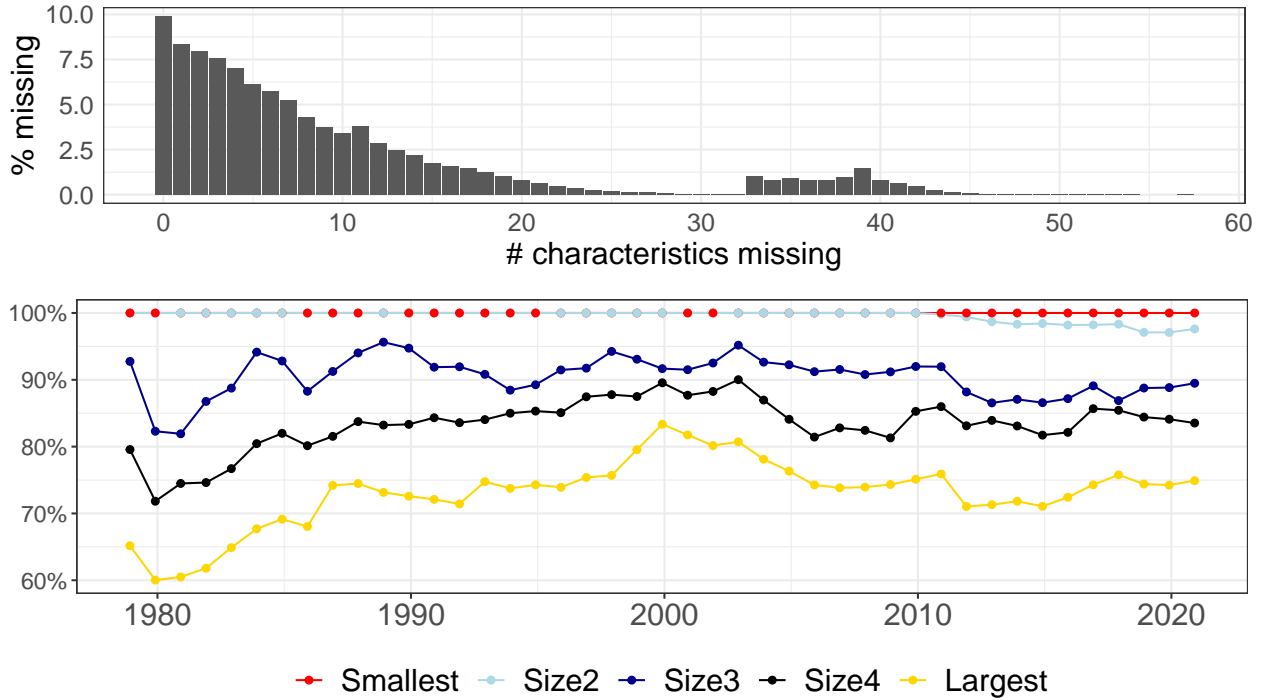 % missing
10.0
7.5
5.0
2.5
0.0
0 10 20 30 40 50 60
# characteristics missing
100%
90%
80%
70%
60%
1980 1990 2000 2010 2020
Smallest Size2 Size3 Size4 Largest